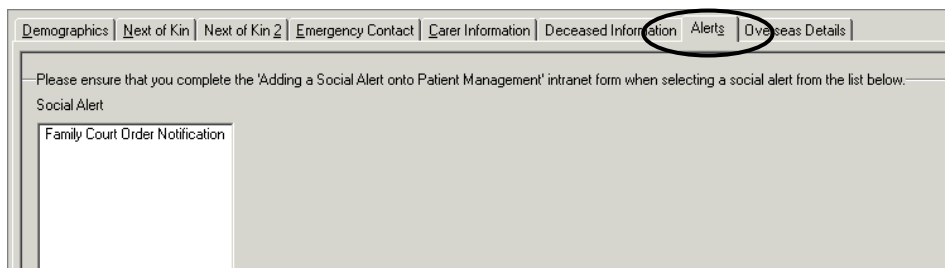 Demographics Next of Kin Next of Kin 2 Emergency Contact Carer Information Deceased Information Alerts Overseas Details
Please ensure that you complete the 'Adding a Social Alert onto Patient Management' intranet form when selecting a social alert from the list below.
Social Alert
Family Court Order Notification